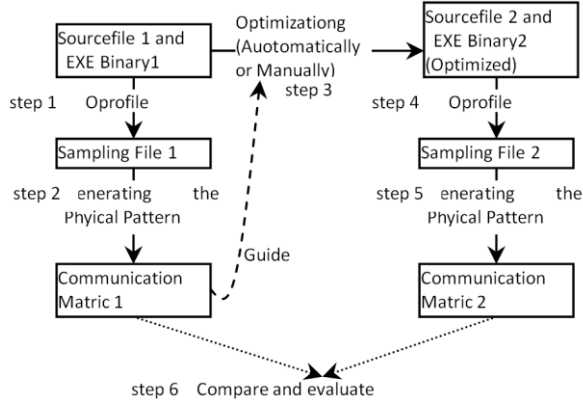 Sourcefile 1 and
EXE Binary1
Optimizationg
(Auotomatically
or Manually)
step 3
Sourcefile 2 and
EXE Binary2
(Optimized)
step 1 Oprofile
step 4 Oprofile
Sampling File 1
Sampling File 2
step 2 enerating the
Phyical Pattern
step 5 enerating the
Phyical Pattern
Guide
Communication
Matric 1
Communication
Matric 2
step 6 Compare and evaluate